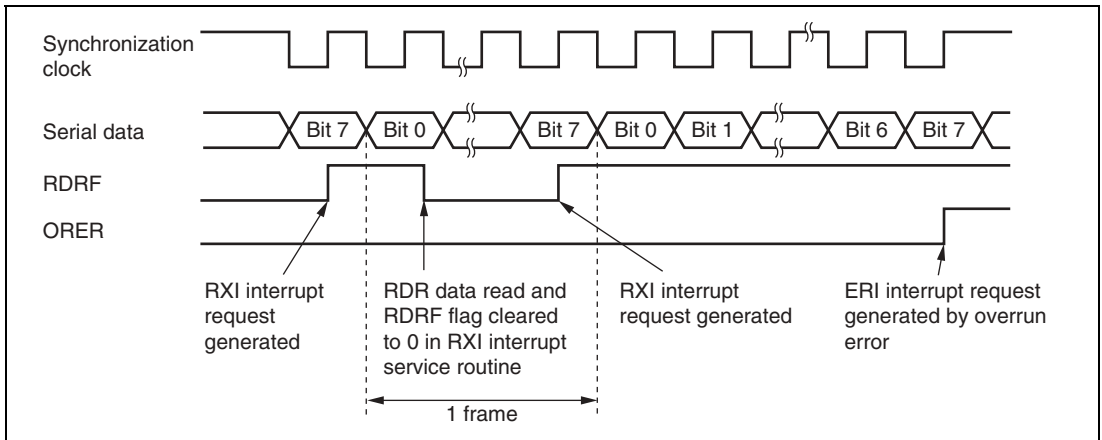 Synchronization
clock
Serial data
Bit 7 Bit 0 Bit 7 Bit 0 Bit 1 Bit 6 Bit 7
RDRF
ORER
RXI interrupt
request
generated
RDR data read and
RDRF flag cleared
to 0 in RXI interrupt
service routine
RXI interrupt
request generated
ERI interrupt request
generated by overrun
error
1 frame